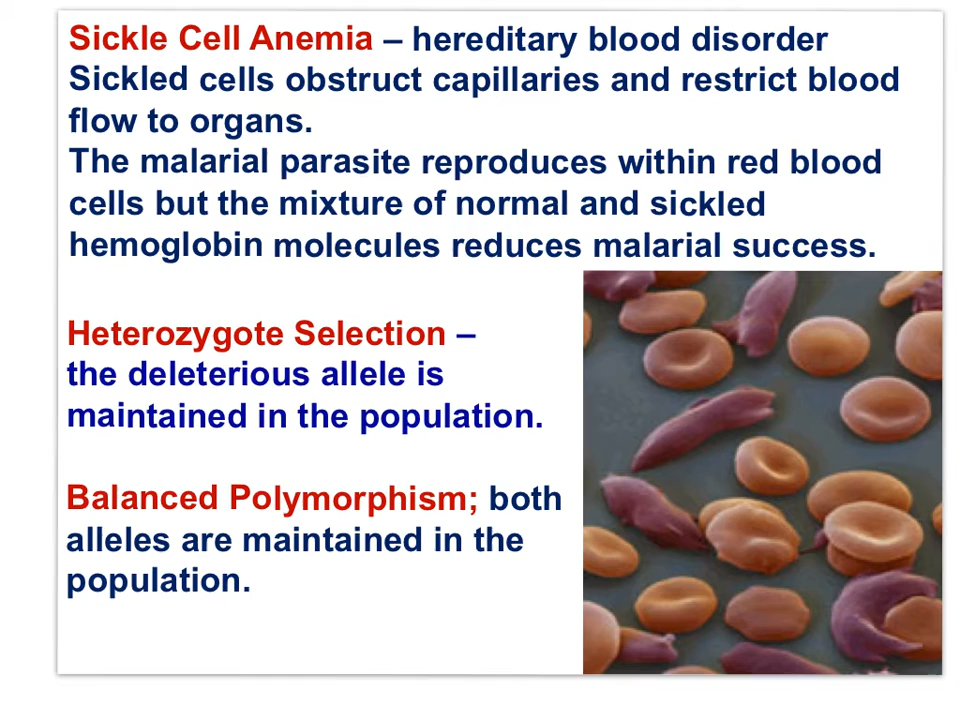 Sickle Cell Anemia – hereditary blood disorder
Sickled cells obstruct capillaries and restrict blood
flow to organs.
The malarial parasite reproduces within red blood
cells but the mixture of normal and sickled
hemoglobin molecules reduces malarial success.
Heterozygote Selection –
the deleterious allele is
maintained in the population.
Balanced Polymorphism; both
alleles are maintained in the
population.